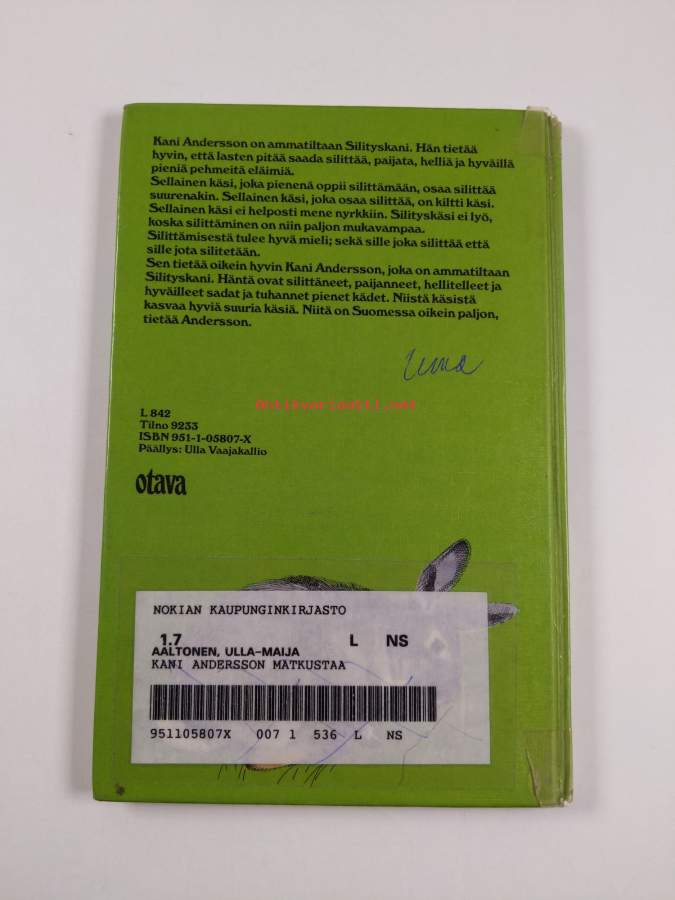 Kani Andersson on ammatiltaan Silityskani. Hän tietää
hyvin, että lasten pitää saada silittää, paijata, helliä ja hyväillä
pieniä pehmeitä eläimiä.
Sellainen käsi, joka pienenä oppii silittämään, osaa silittää
suurenakin. Sellainen käsi, joka osaa silittää, on kiltti käsi.
Sellainen käsi ei helposti mene nyrkkiin. Silityskäsi ei lyö,
koska silittäminen on niin paljon mukavampaa.
Silittämisestä tulee hyvä mieli; sekä sille joka silittää että
sille jota silitetään.
Sen tietää oikein hyvin Kani Andersson, joka on ammatiltaan
Silityskani. Häntä ovat silittäneet, paijanneet, hellitelleet ja
hyväilleet sadat ja tuhannet pienet kädet. Niistä käsistä
kasvaa hyviä suuria käsiä. Niitä on Suomessa oikein paljon,
tietää Andersson.
Antikvariaatti.net
L 842
Tilno 9233
ISBN 951-1-05807-X
Päällys: Ulla Vaajakallio
otava
NOKIAN KAUPUNGINKIRJASTO
1.7 L NS
AALTONEN, ULLA-MAIJA
KANI ANDERSSON MATKUSTAA
951105807X 007 1 536 L NS